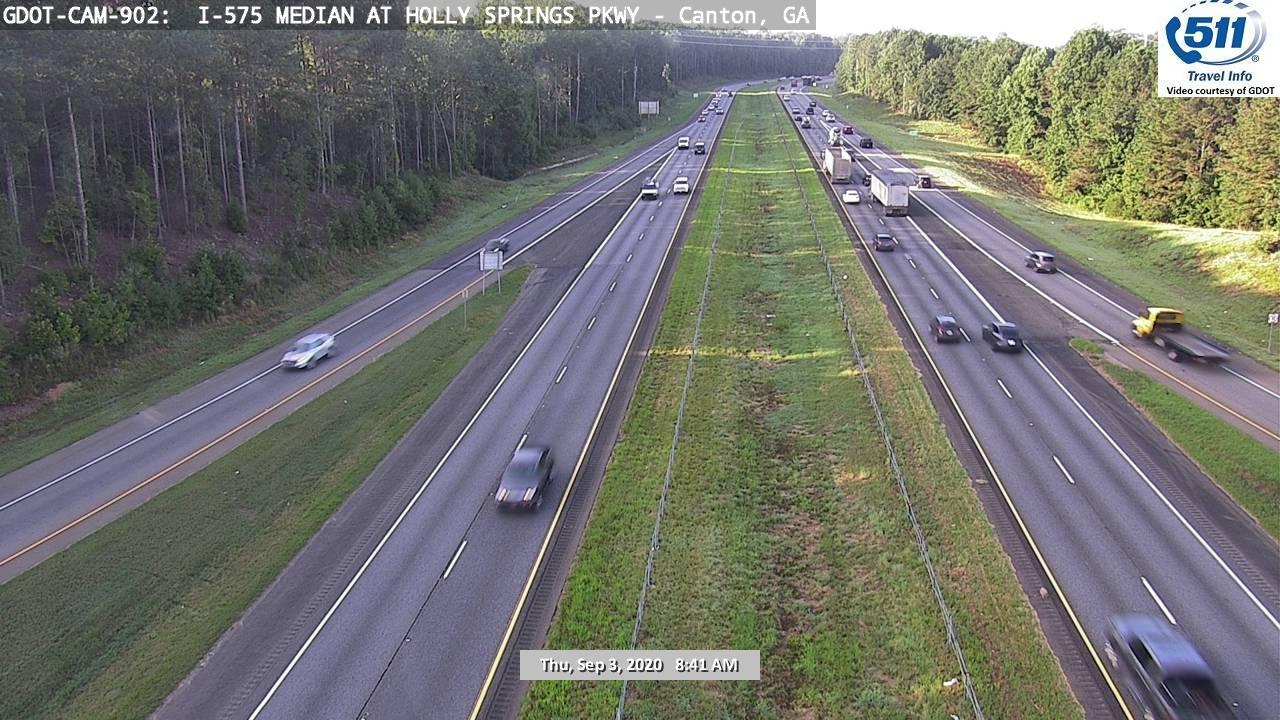 GDOT-CAM-902: I-575 MEDIAN AT HOLLY SPRINGS PKWY - Canton, GA
511
Travel Info
Video courtesy of GDOT
Thu, Sep 3, 2020 8:41 AM